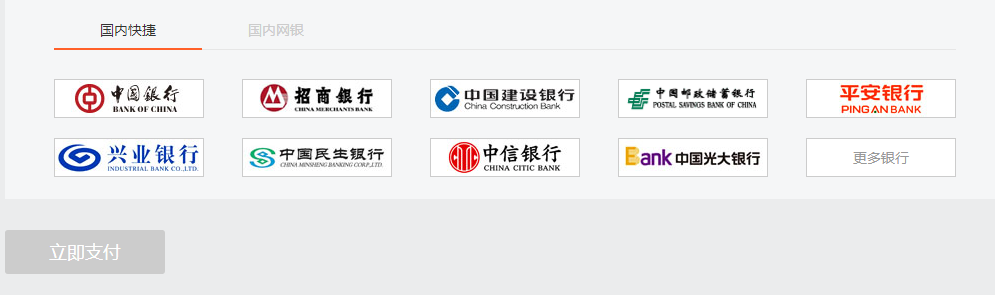 国内快捷 国内网银
中国銀行 招商银行 中国建设银行 中国邮政储蓄银行 平安银行
BANK OF CHINA CHINA MERCHANTS BANK China Construction Bank POSTAL SAVINGS BANK OF CHINA PING AN BANK
兴业银行 中国民生银行 中信银行 Bank 中国光大银行 更多银行
INDUSTRIAL BANK CO.,LTD. CHINA MINSHENG BANKING CORP.,LTD. CHINA CITIC BANK
立即支付